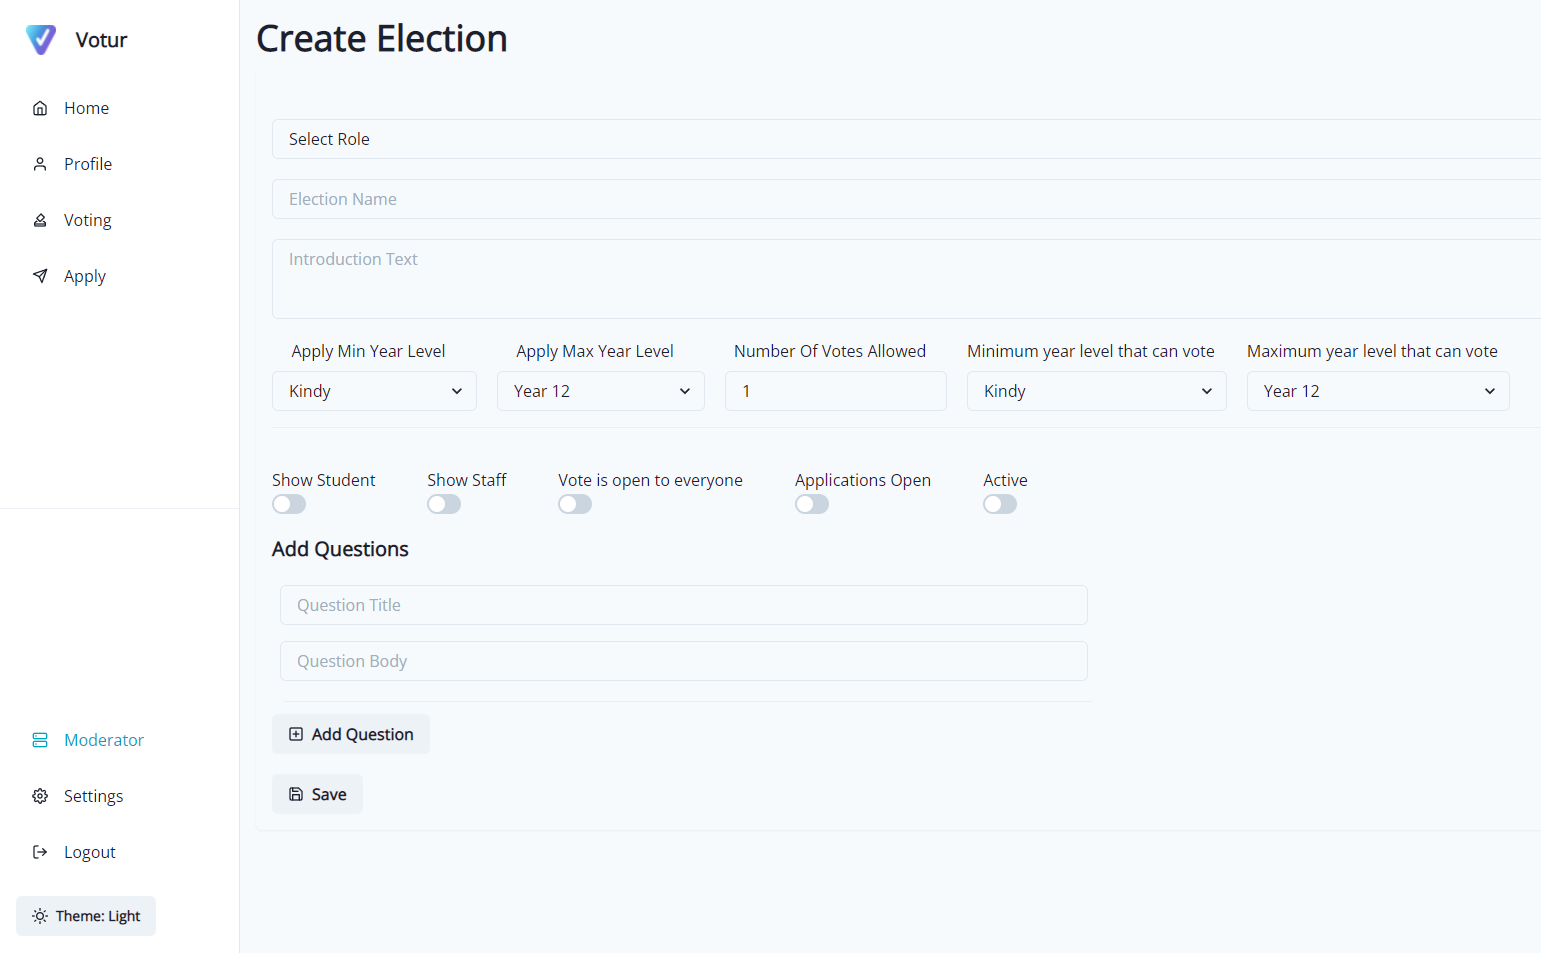 Votur
Home
Profile
Voting
Apply
Moderator
Settings
Logout
Theme: Light
Create Election
Select Role
Election Name
Introduction Text
Apply Min Year Level Apply Max Year Level Number Of Votes Allowed Minimum year level that can vote Maximum year level that can vote
Kindy Year 12 1 Kindy Year 12
Show Student Show Staff Vote is open to everyone Applications Open Active
Add Questions
Question Title
Question Body
Add Question
Save